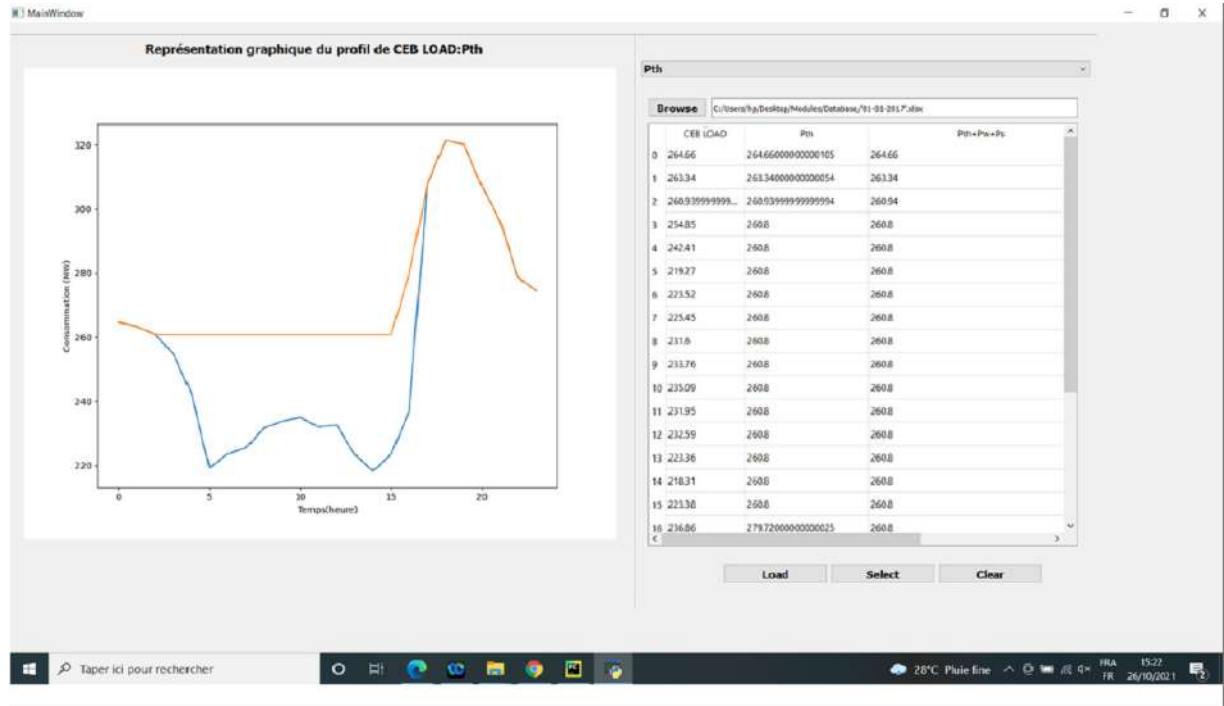 MainWindow
Représentation graphique du profil de CEB LOAD:Pth
320
300
280
260
240
220
Consommation (MW)
0 5 10 15 20
Temps(heure)
Pth
Browse
CEB LOAD Pth Pth+Pw+Ps
0 264.66 264.66000000000105 264.66
1 263.34 263.34000000000054 263.34
2 260.939999999... 260.93999999999994 260.94
3 254.85 260.8 260.8
4 242.41 260.8 260.8
5 219.27 260.8 260.8
6 223.52 260.8 260.8
7 225.45 260.8 260.8
8 231.6 260.8 260.8
9 233.76 260.8 260.8
10 235.09 260.8 260.8
11 231.95 260.8 260.8
12 232.59 260.8 260.8
13 223.36 260.8 260.8
14 218.31 260.8 260.8
15 223.38 260.8 260.8
16 236.86 279.72000000000025 260.8
Load Select Clear
Taper ici pour rechercher
28°C Pluie fine
FRA 15:22
FR 26/10/2021
2